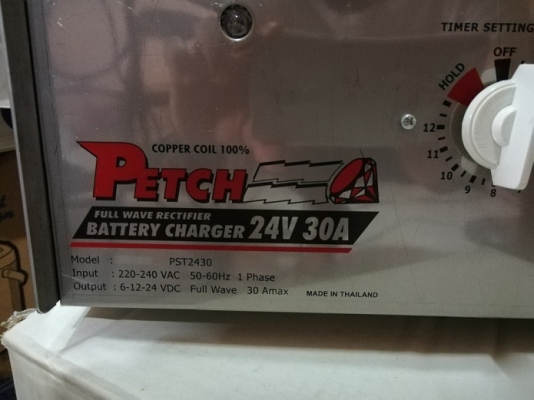 TIMER SETTING
OFF
HOLD
12
11
10
9
8
COPPER COIL 100%
PETCH
FULL WAVE RECTIFIER
BATTERY CHARGER 24V 30A
Model : PST2430
Input : 220-240 VAC 50-60Hz 1 Phase
Output : 6-12-24 VDC Full Wave 30 Amax MADE IN THAILAND